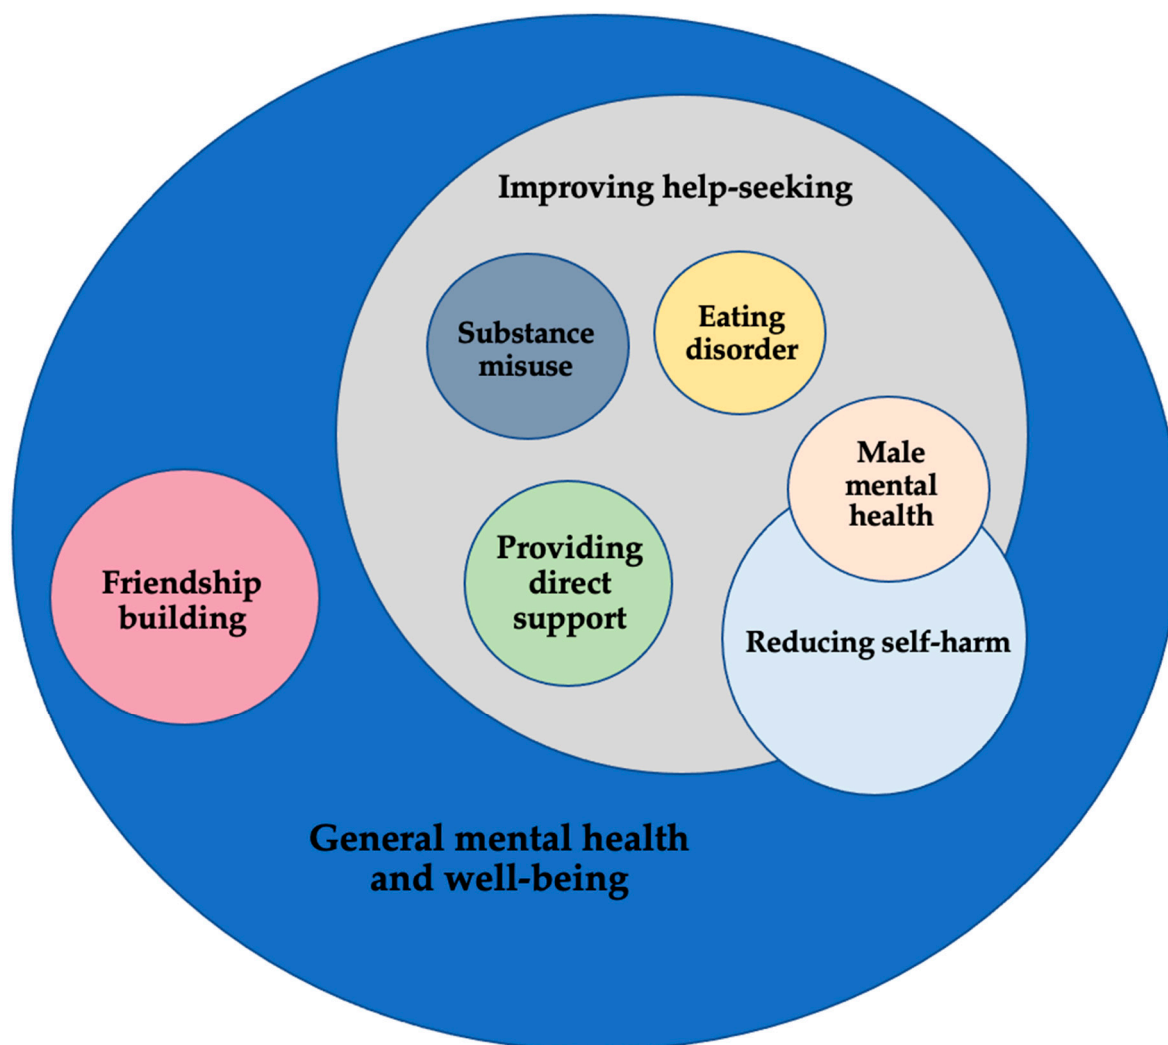 Improving help-seeking
Substance
misuse
Eating
disorder
Male
mental
health
Friendship
building
Providing
direct
support
Reducing self-harm
General mental health
and well-being